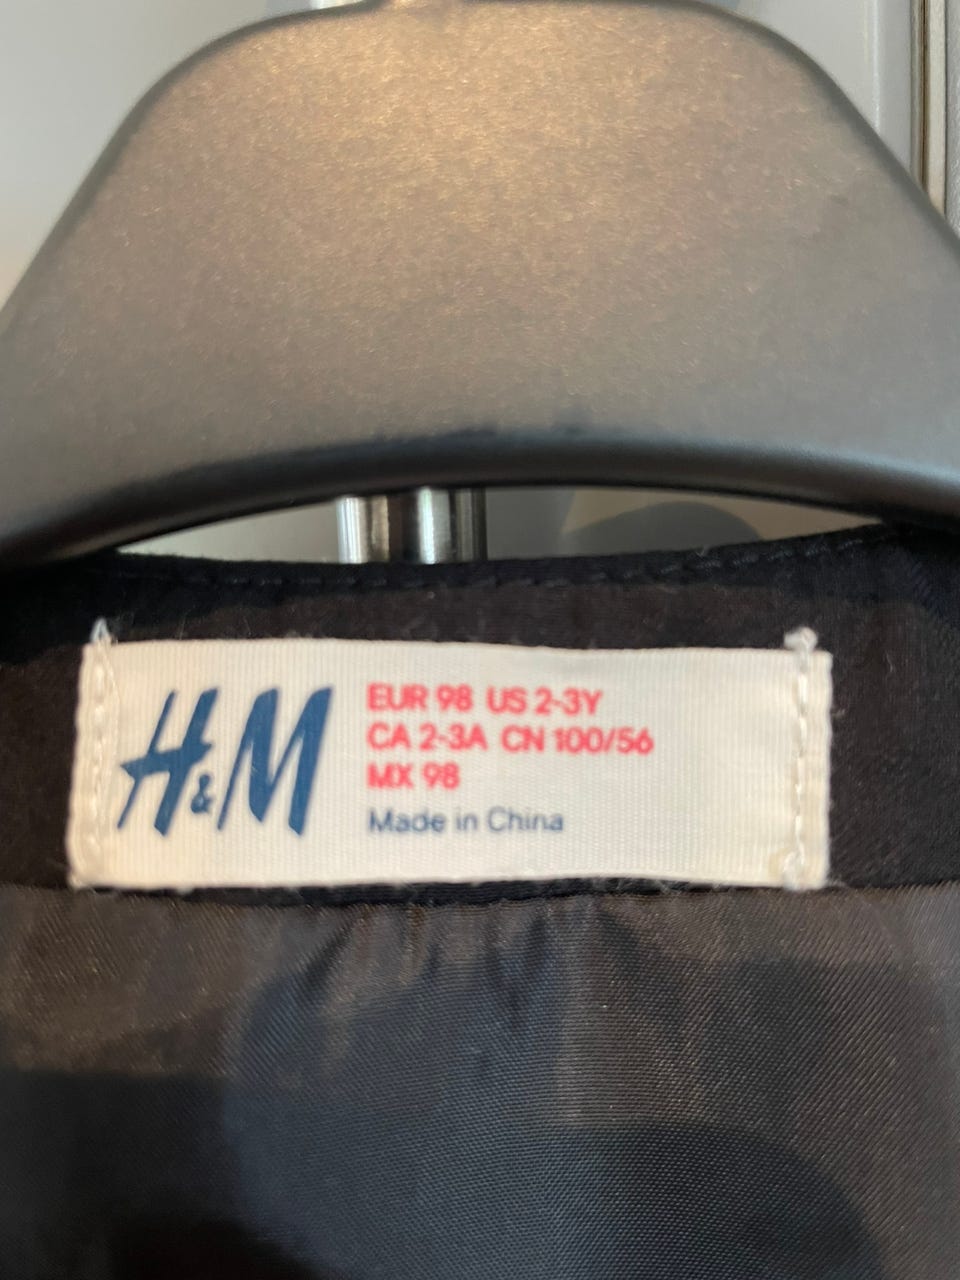 H&M
EUR 98 US 2-3Y
CA 2-3A CN 100/56
MX 98
Made in China